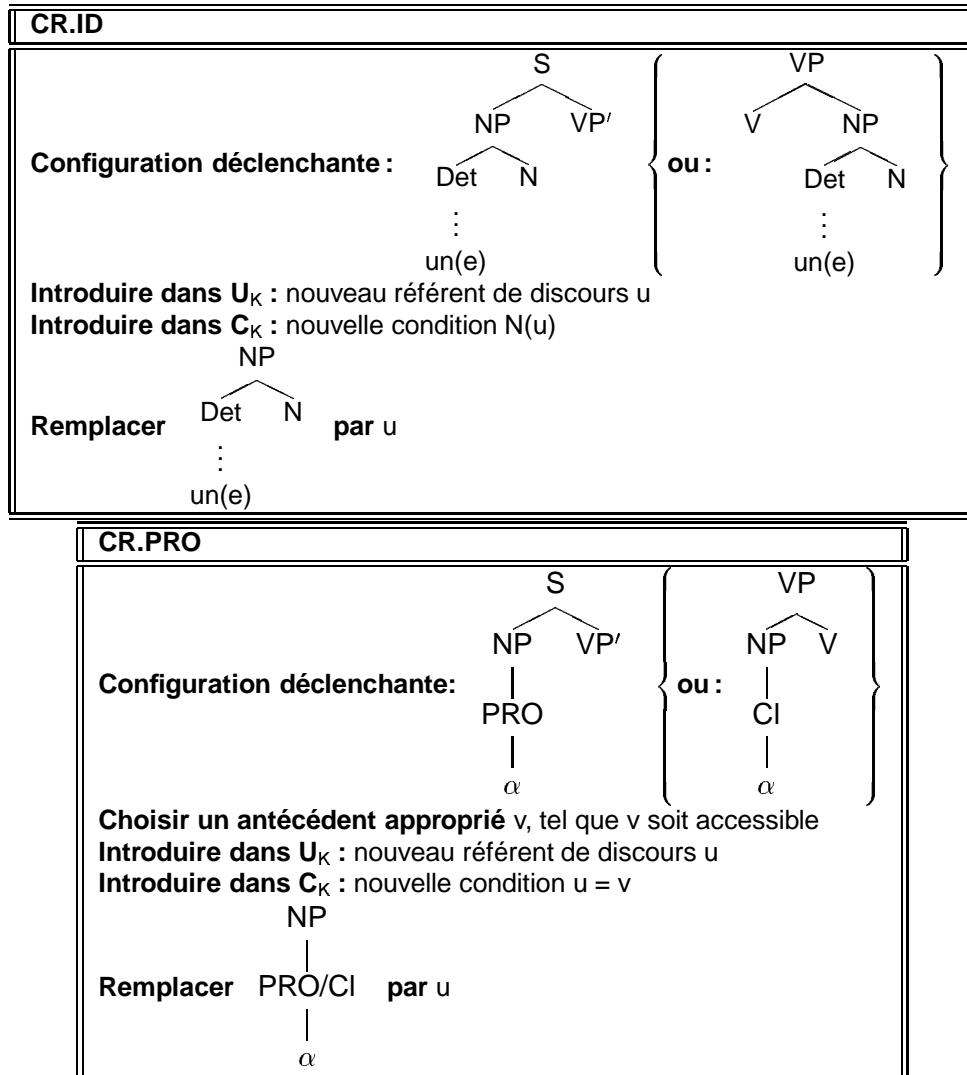 CR.ID
S VP
NP VP′ V NP
Configuration déclenchante : Det N ou : Det N
⋮ ⋮
un(e) un(e)
Introduire dans U_K : nouveau référent de discours u
Introduire dans C_K : nouvelle condition N(u)
NP
Remplacer Det N par u
⋮
un(e)
CR.PRO
S VP
NP VP′ NP V
Configuration déclenchante: ou :
PRO Cl
α α
Choisir un antécédent approprié v, tel que v soit accessible
Introduire dans U_K : nouveau référent de discours u
Introduire dans C_K : nouvelle condition u = v
NP
Remplacer PRO/Cl par u
α